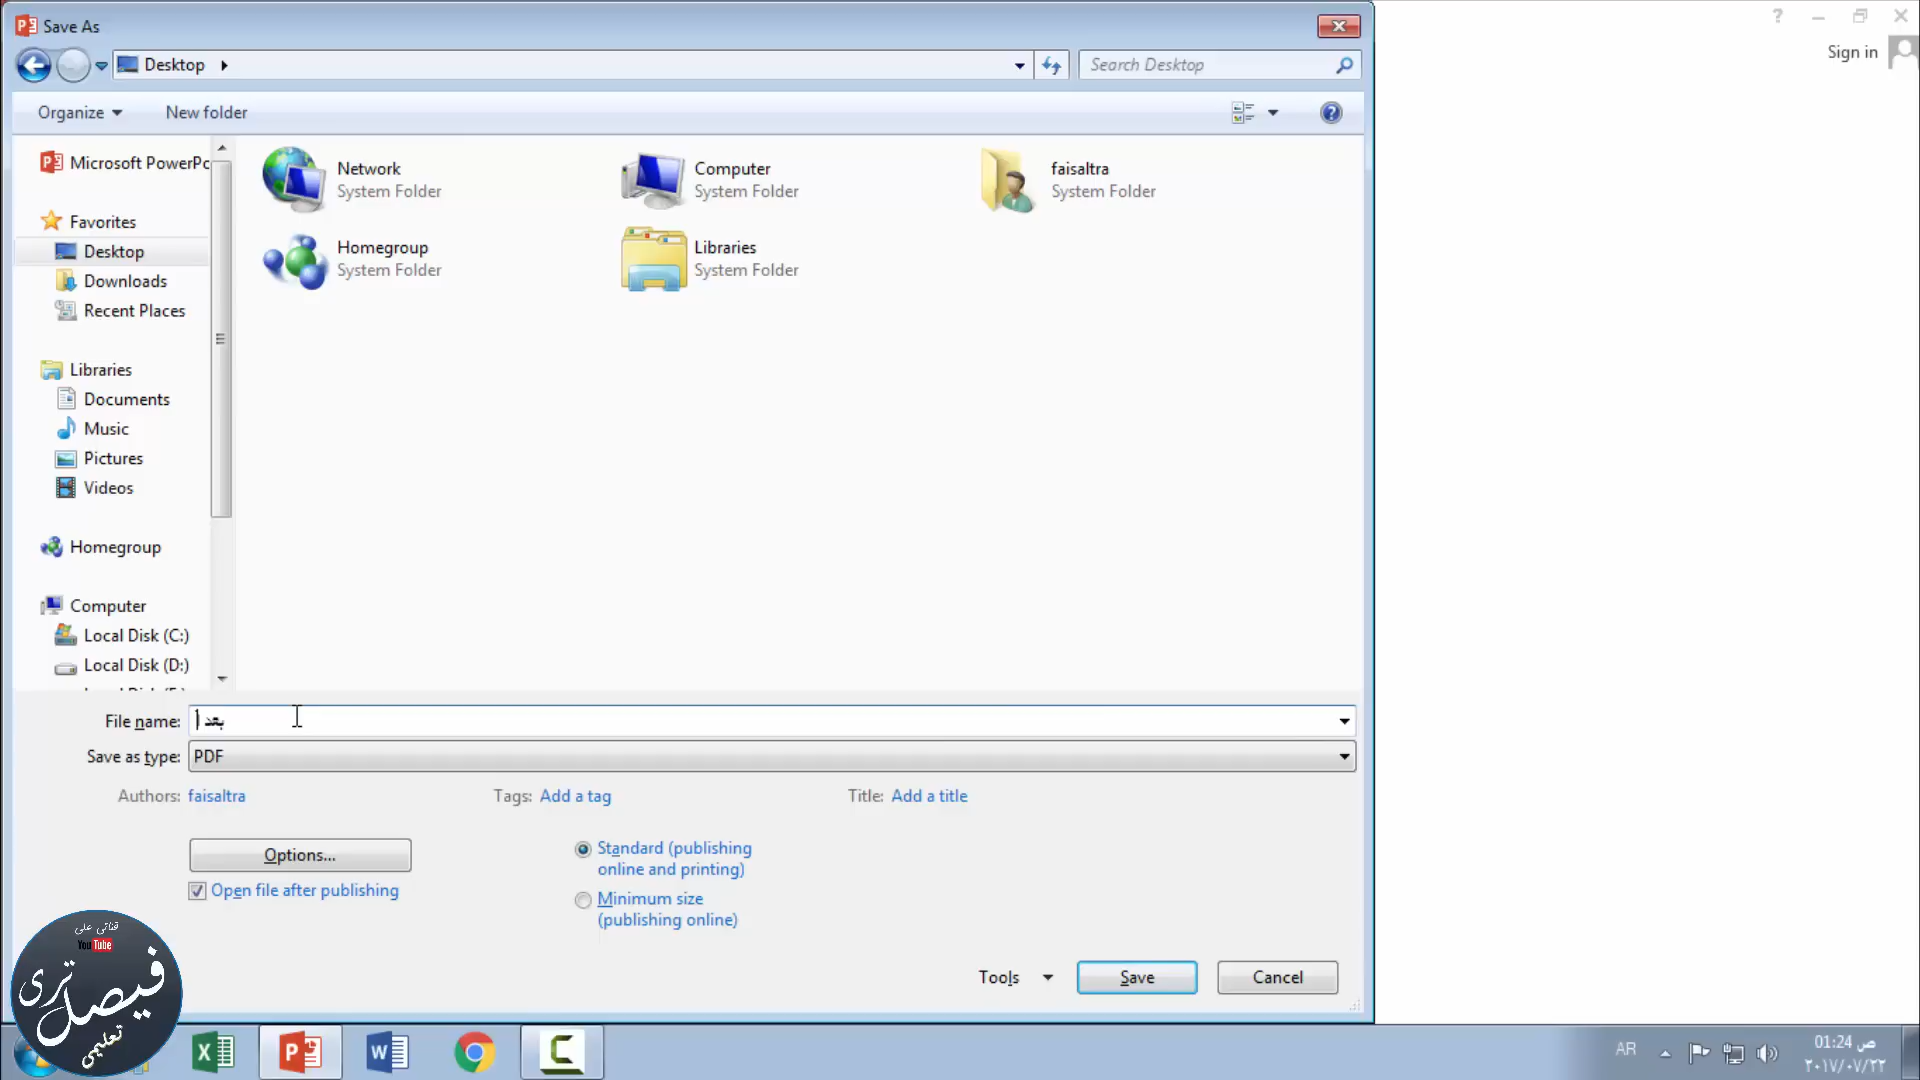 Save As
Sign in
Desktop
Search Desktop
Organize
New folder
Microsoft PowerPo
Favorites
Desktop
Downloads
Recent Places
Libraries
Documents
Music
Pictures
Videos
Homegroup
Computer
Local Disk (C:)
Local Disk (D:)
Network
System Folder
Computer
System Folder
faisaltra
System Folder
Homegroup
System Folder
Libraries
System Folder
File name:
بعد أ
Save as type:
PDF
Authors: faisaltra
Tags: Add a tag
Title: Add a title
Options...
Open file after publishing
Standard (publishing
online and printing)
Minimum size
(publishing online)
Tools
Save
Cancel
قناتي على
YouTube
فيصل تري
تعليمي
AR
01:24 ص
٢٠١٧/٠٧/٢٢